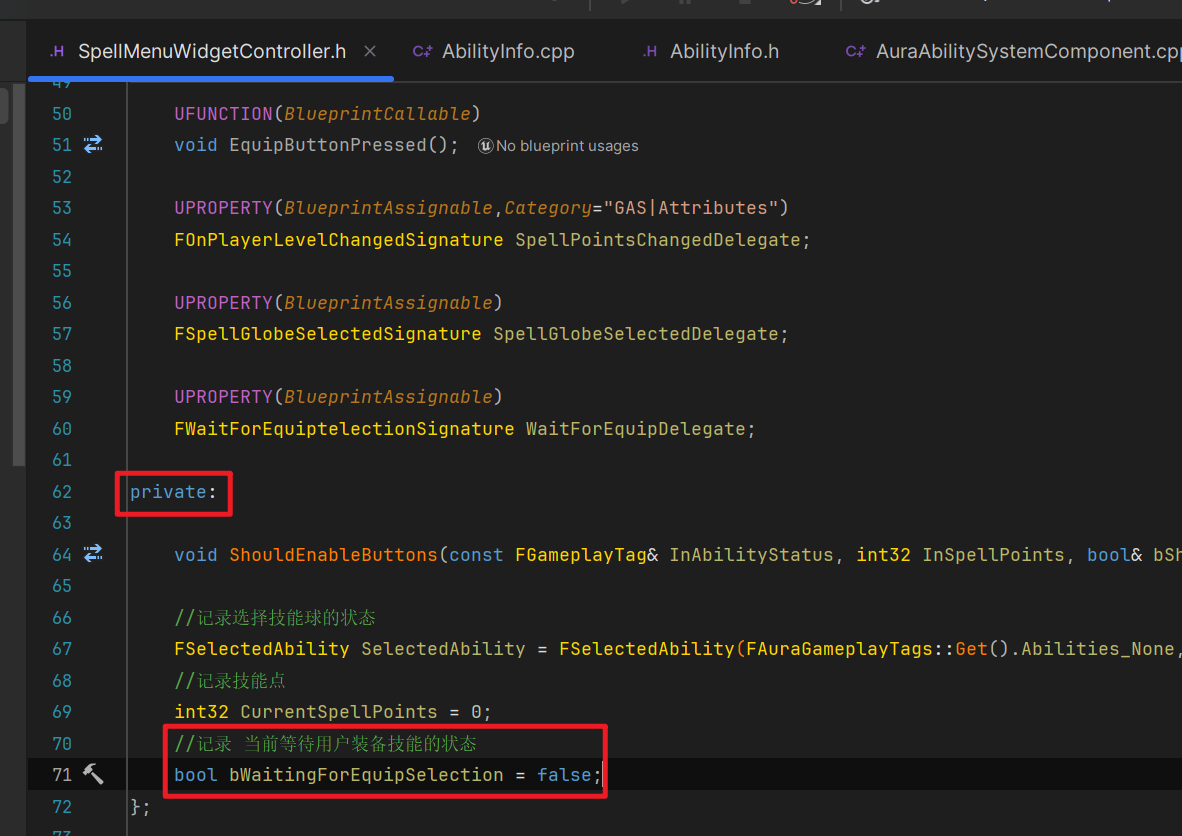 .H SpellMenuWidgetController.h × C++ AbilityInfo.cpp .H AbilityInfo.h C++ AuraAbilitySystemComponent.cpp
49
50 UFUNCTION(BlueprintCallable)
51 void EquipButtonPressed(); No blueprint usages
52
53 UPROPERTY(BlueprintAssignable,Category="GAS|Attributes")
54 FOnPlayerLevelChangedSignature SpellPointsChangedDelegate;
55
56 UPROPERTY(BlueprintAssignable)
57 FSpellGlobeSelectedSignature SpellGlobeSelectedDelegate;
58
59 UPROPERTY(BlueprintAssignable)
60 FWaitForEquiptelectionSignature WaitForEquipDelegate;
61
62 private:
63
64 void ShouldEnableButtons(const FGameplayTag& InAbilityStatus, int32 InSpellPoints, bool& bSh
65
66 //记录选择技能球的状态
67 FSelectedAbility SelectedAbility = FSelectedAbility(FAuraGameplayTags::Get().Abilities_None,
68 //记录技能点
69 int32 CurrentSpellPoints = 0;
70 //记录 当前等待用户装备技能的状态
71 bool bWaitingForEquipSelection = false;
72 };
73